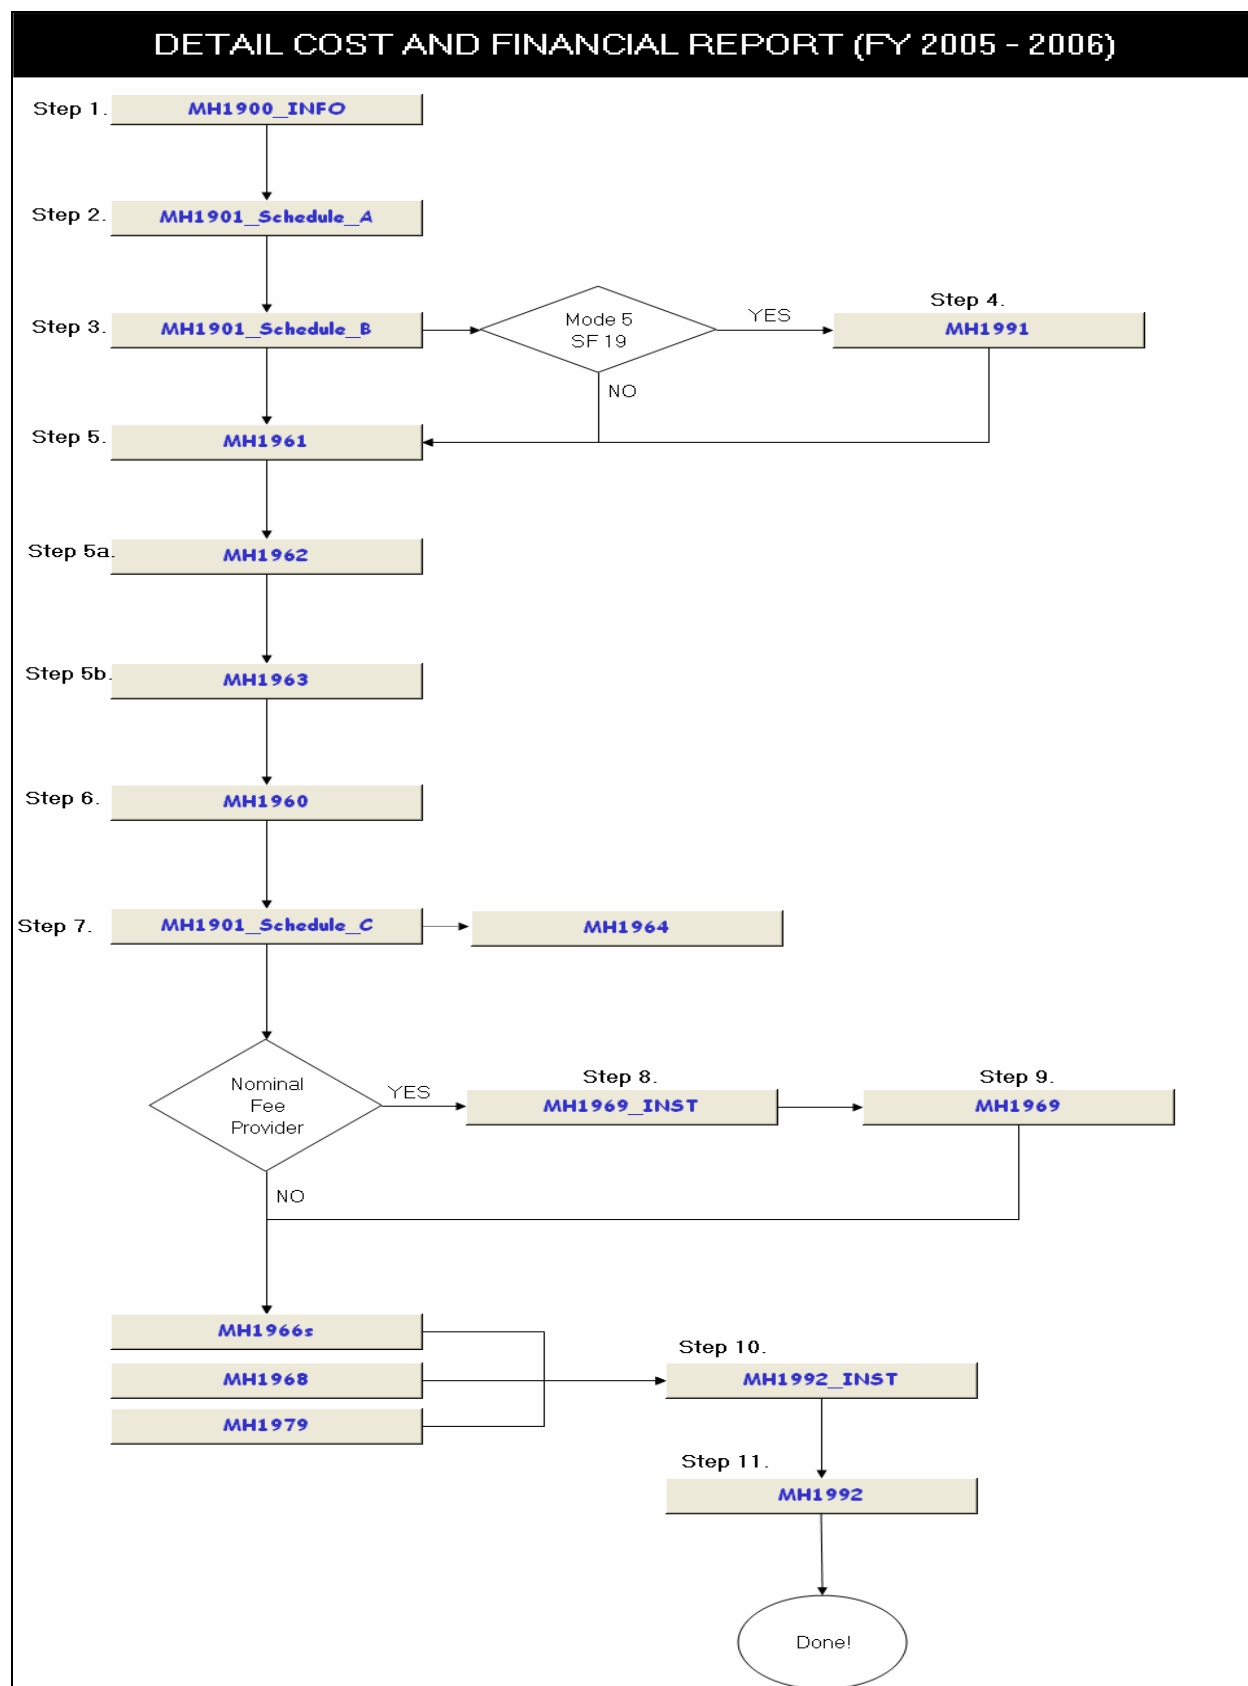 DETAIL COST AND FINANCIAL REPORT (FY 2005 - 2006)
Step 1.
MH1900_INFO
Step 2.
MH1901_Schedule_A
Step 3.
MH1901_Schedule_B
Mode 5
SF 19
YES
NO
Step 4.
MH1991
Step 5.
MH1961
Step 5a.
MH1962
Step 5b.
MH1963
Step 6.
MH1960
Step 7.
MH1901_Schedule_C
MH1964
Nominal
Fee
Provider
YES
NO
Step 8.
MH1969_INST
Step 9.
MH1969
MH1966s
MH1968
MH1979
Step 10.
MH1992_INST
Step 11.
MH1992
Done!